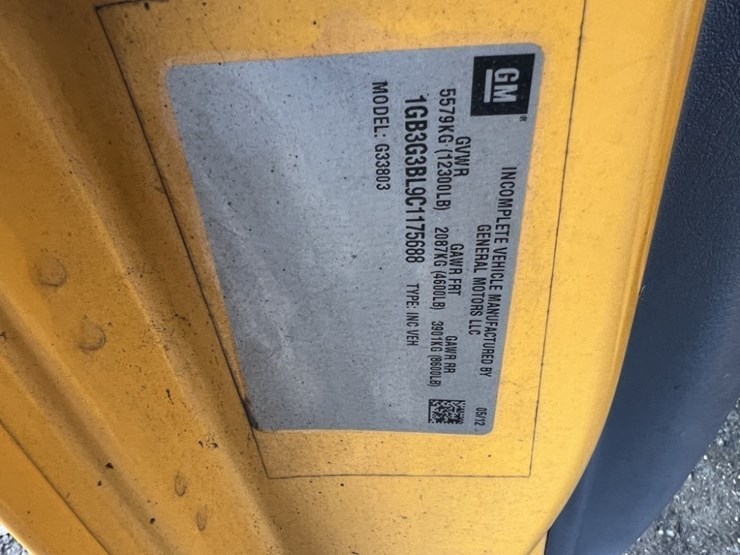 GM®
INCOMPLETE VEHICLE MANUFACTURED BY
GENERAL MOTORS LLC
05/12
GVWR GAWR FRT GAWR RR
5579KG (12300LB) 2087KG (4600LB) 3901KG (8600LB)
1GB3G3BL9C1175688 TYPE: INC VEH
MODEL: G33803